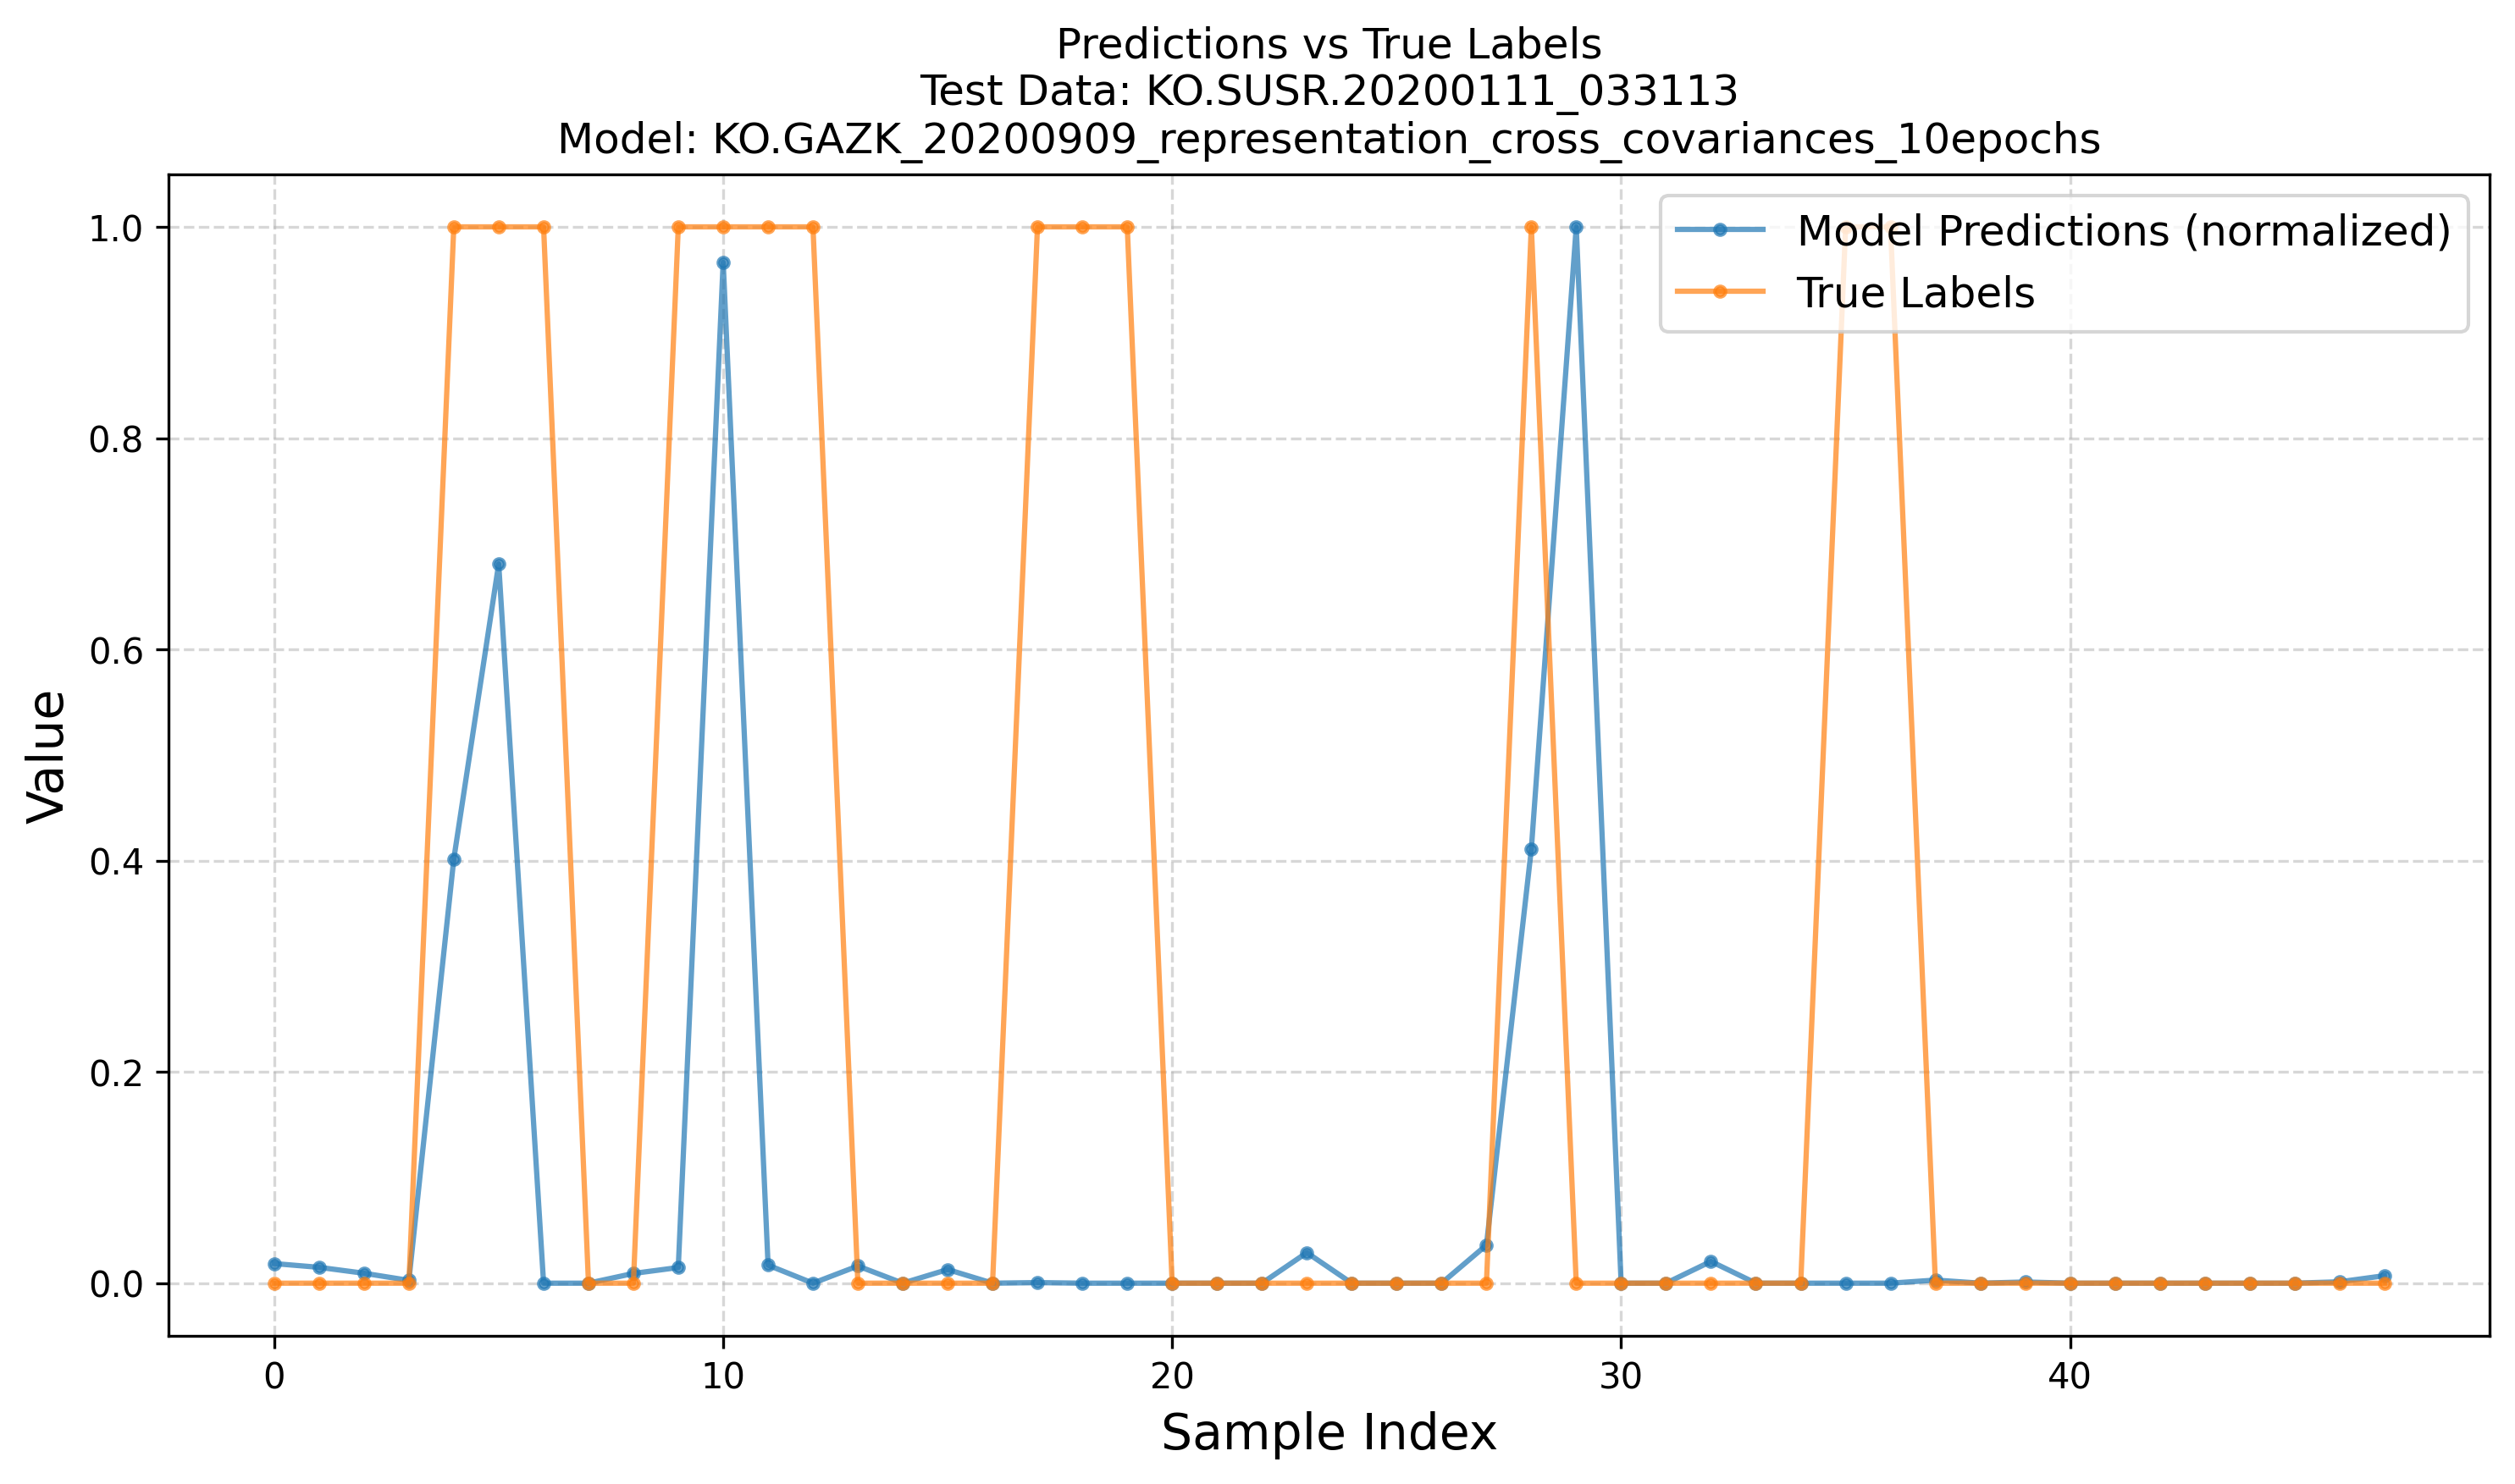 Predictions vs True Labels
Test Data: KO.SUSR.20200111_033113
Model: KO.GAZK_20200909_representation_cross_covariances_10epochs
Model Predictions (normalized)
True Labels
1.0
0.8
0.6
0.4
0.2
0.0
Value
0 10 20 30 40
Sample Index